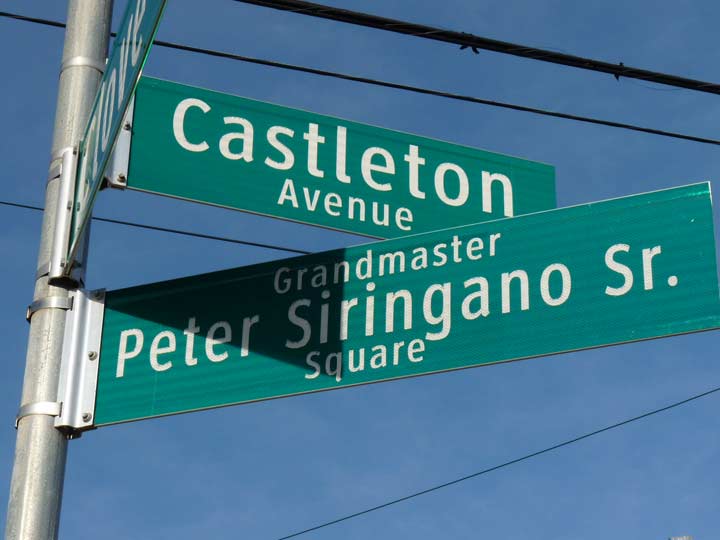 Castleton
Avenue
Grandmaster
Peter Siringano Sr.
Square